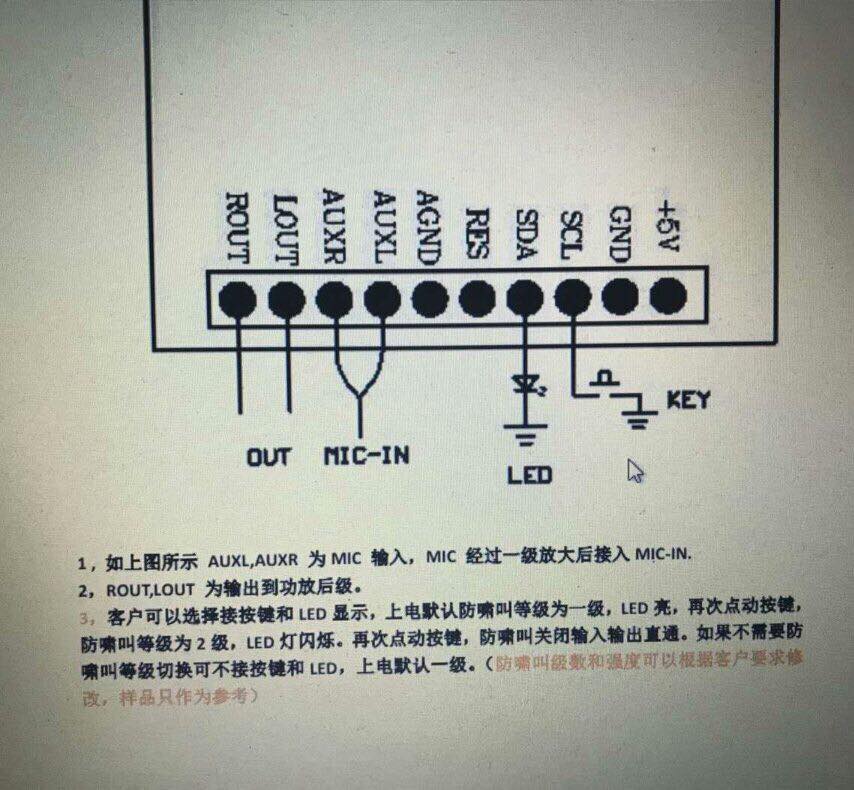 ROUT LOUT AUXR AUXL AGND RES SDA SCL GND +5V
KEY
OUT MIC-IN
LED
1，如上图所示 AUXL,AUXR 为 MIC 输入，MIC 经过一级放大后接入 MIC-IN.
2，ROUT,LOUT 为输出到功放后级。
3，客户可以选择接按键和 LED 显示，上电默认防啸叫等级为一级，LED 亮，再次点动按键，
防啸叫等级为 2 级，LED 灯闪烁。再次点动按键，防啸叫关闭输入输出直通。如果不需要防
啸叫等级切换可不接按键和 LED，上电默认一级。（防啸叫级数和强度可以根据客户要求修
改，样品只作为参考）